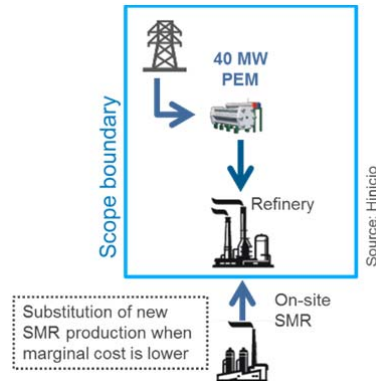 40 MW
PEM
Scope boundary
Refinery
Source: Hinicio
On-site
SMR
Substitution of new
SMR production when
marginal cost is lower